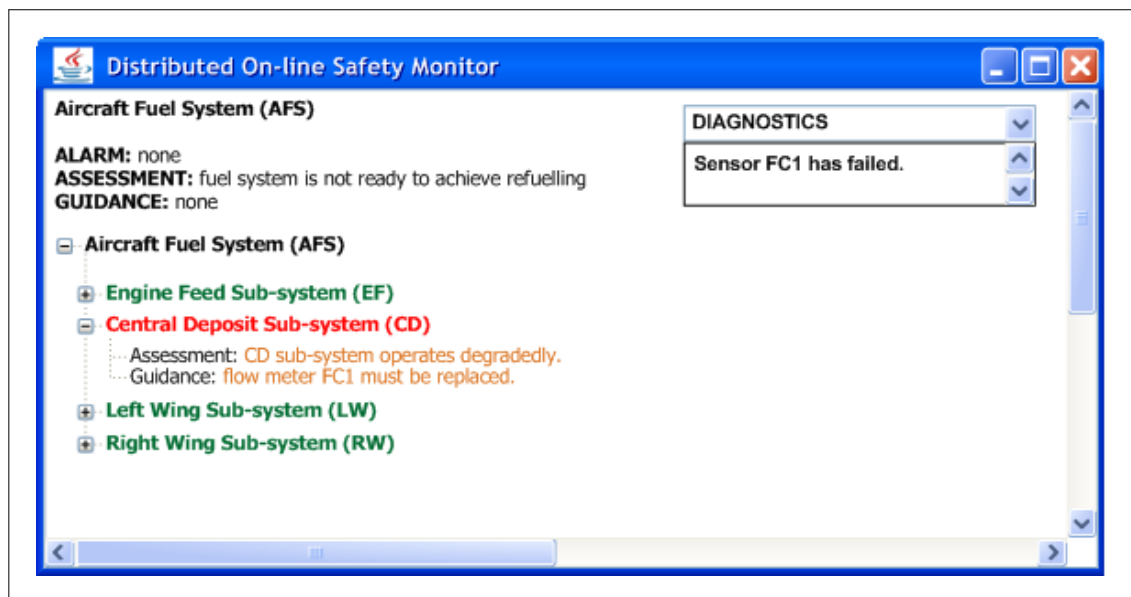 Distributed On-line Safety Monitor
Aircraft Fuel System (AFS)
DIAGNOSTICS
Sensor FC1 has failed.
ALARM: none
ASSESSMENT: fuel system is not ready to achieve refuelling
GUIDANCE: none
Aircraft Fuel System (AFS)
Engine Feed Sub-system (EF)
Central Deposit Sub-system (CD)
Assessment: CD sub-system operates degradedly.
Guidance: flow meter FC1 must be replaced.
Left Wing Sub-system (LW)
Right Wing Sub-system (RW)